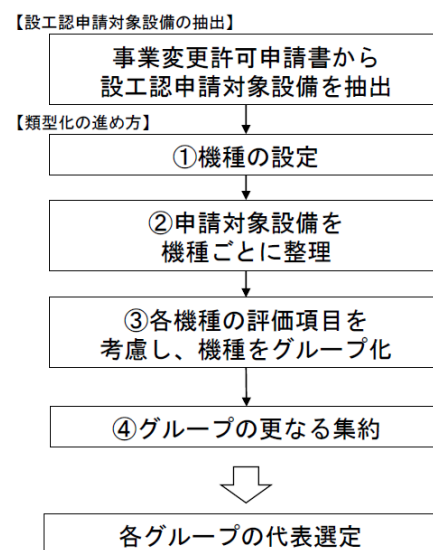 【設工認申請対象設備の抽出】
事業変更許可申請書から
設工認申請対象設備を抽出
【類型化の進め方】
①機種の設定
②申請対象設備を
機種ごとに整理
③各機種の評価項目を
考慮し、機種をグループ化
④グループの更なる集約
各グループの代表選定